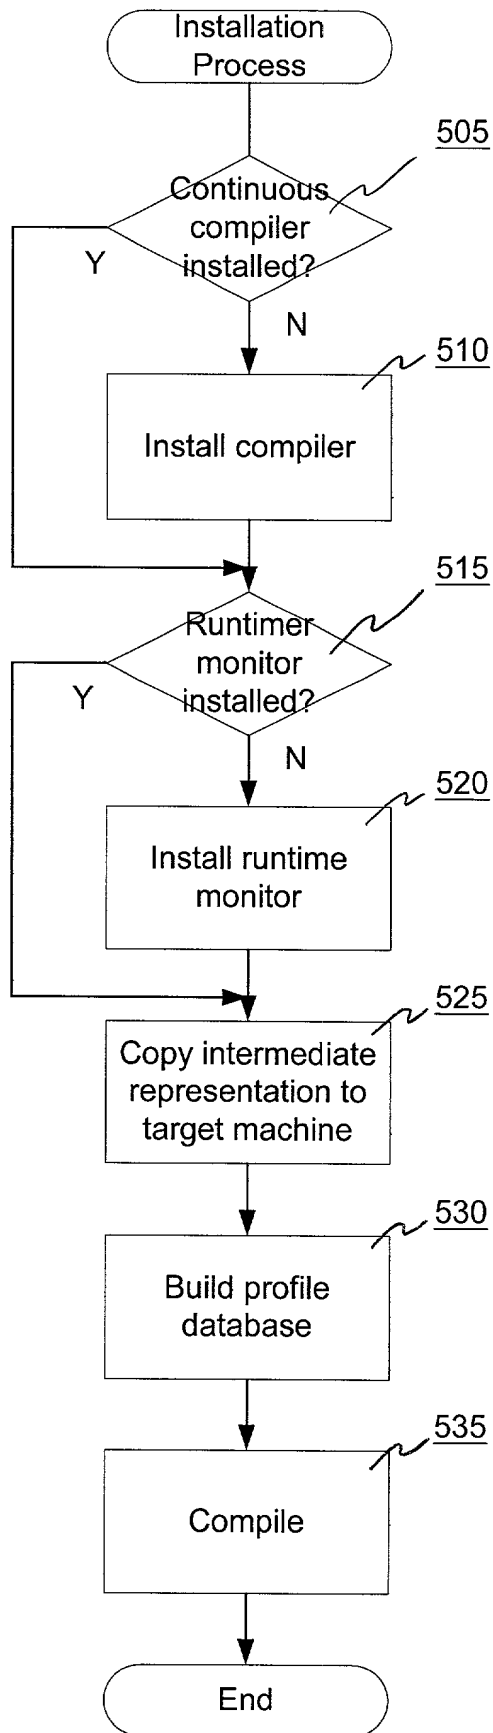 Installation
Process
505
Continuous
compiler
installed?
Y
N
510
Install compiler
515
Runtimer
monitor
installed?
Y
N
520
Install runtime
monitor
525
Copy intermediate
representation to
target machine
530
Build profile
database
535
Compile
End